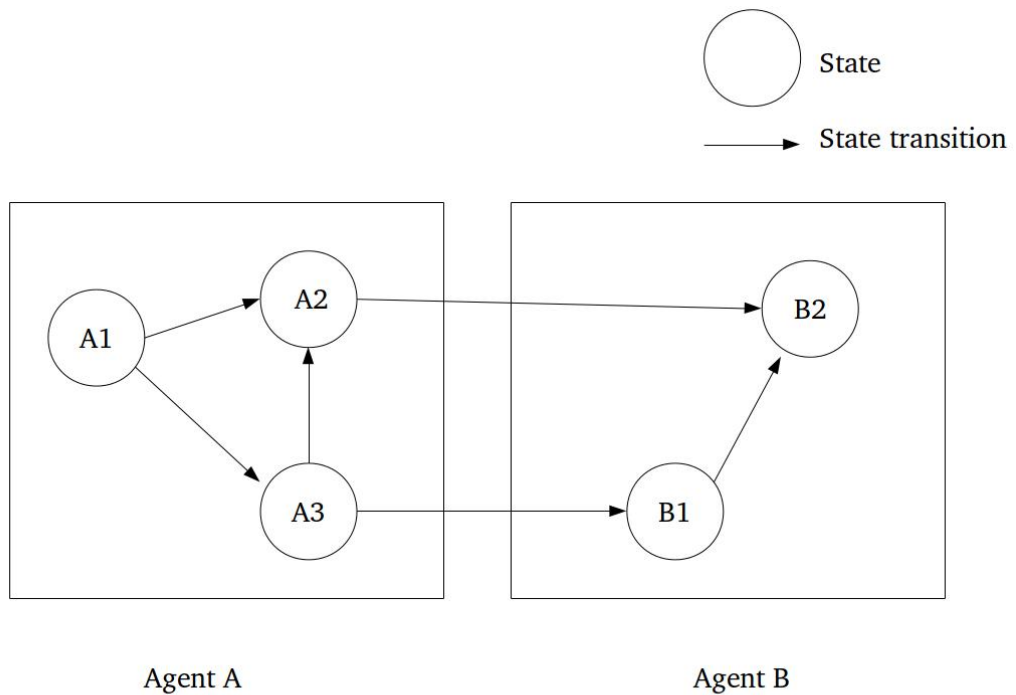 State
State transition
A1
A2
A3
B2
B1
Agent A
Agent B